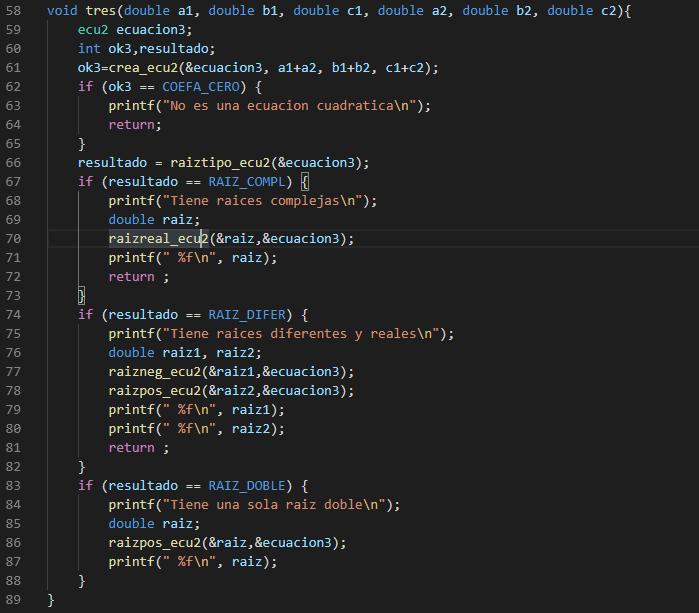 58 void tres(double a1, double b1, double c1, double a2, double b2, double c2){
59 ecu2 ecuacion3;
60 int ok3,resultado;
61 ok3=crea_ecu2(&ecuacion3, a1+a2, b1+b2, c1+c2);
62 if (ok3 == COEFA_CERO) {
63 printf("No es una ecuacion cuadratica\n");
64 return;
65 }
66 resultado = raiztipo_ecu2(&ecuacion3);
67 if (resultado == RAIZ_COMPL) {
68 printf("Tiene raices complejas\n");
69 double raiz;
70 raizreal_ecu2(&raiz,&ecuacion3);
71 printf(" %f\n", raiz);
72 return ;
73 }
74 if (resultado == RAIZ_DIFER) {
75 printf("Tiene raices diferentes y reales\n");
76 double raiz1, raiz2;
77 raizneg_ecu2(&raiz1,&ecuacion3);
78 raizpos_ecu2(&raiz2,&ecuacion3);
79 printf(" %f\n", raiz1);
80 printf(" %f\n", raiz2);
81 return ;
82 }
83 if (resultado == RAIZ_DOBLE) {
84 printf("Tiene una sola raiz doble\n");
85 double raiz;
86 raizpos_ecu2(&raiz,&ecuacion3);
87 printf(" %f\n", raiz);
88 }
89 }